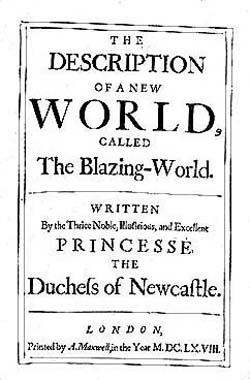 THE
DESCRIPTION
OF A NEW
WORLD,
CALLED
The Blazing-World.
WRITTEN
By the Thrice Noble, Illustrious, and Excellent
PRINCESSE,
THE
Duchess of Newcastle.
LONDON,
Printed by A. Maxwell, in the Year M.DC.LX.VIII.